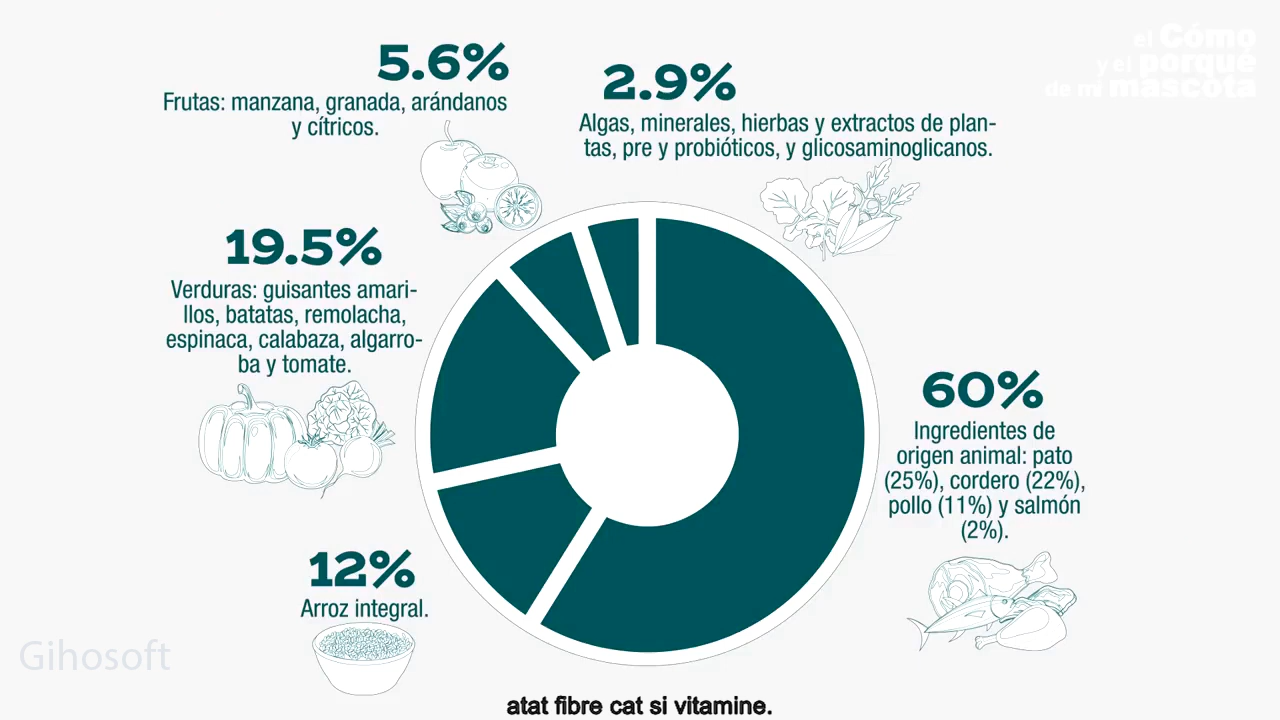 el Cómo
y el porqué
de mi mascota
5.6%
Frutas: manzana, granada, arándanos
y cítricos.
2.9%
Algas, minerales, hierbas y extractos de plan-
tas, pre y probióticos, y glicosaminoglicanos.
19.5%
Verduras: guisantes amari-
llos, batatas, remolacha,
espinaca, calabaza, algarro-
ba y tomate.
60%
Ingredientes de
origen animal: pato
(25%), cordero (22%),
pollo (11%) y salmón
(2%).
12%
Arroz integral.
Gihosoft
atat fibre cat si vitamine.